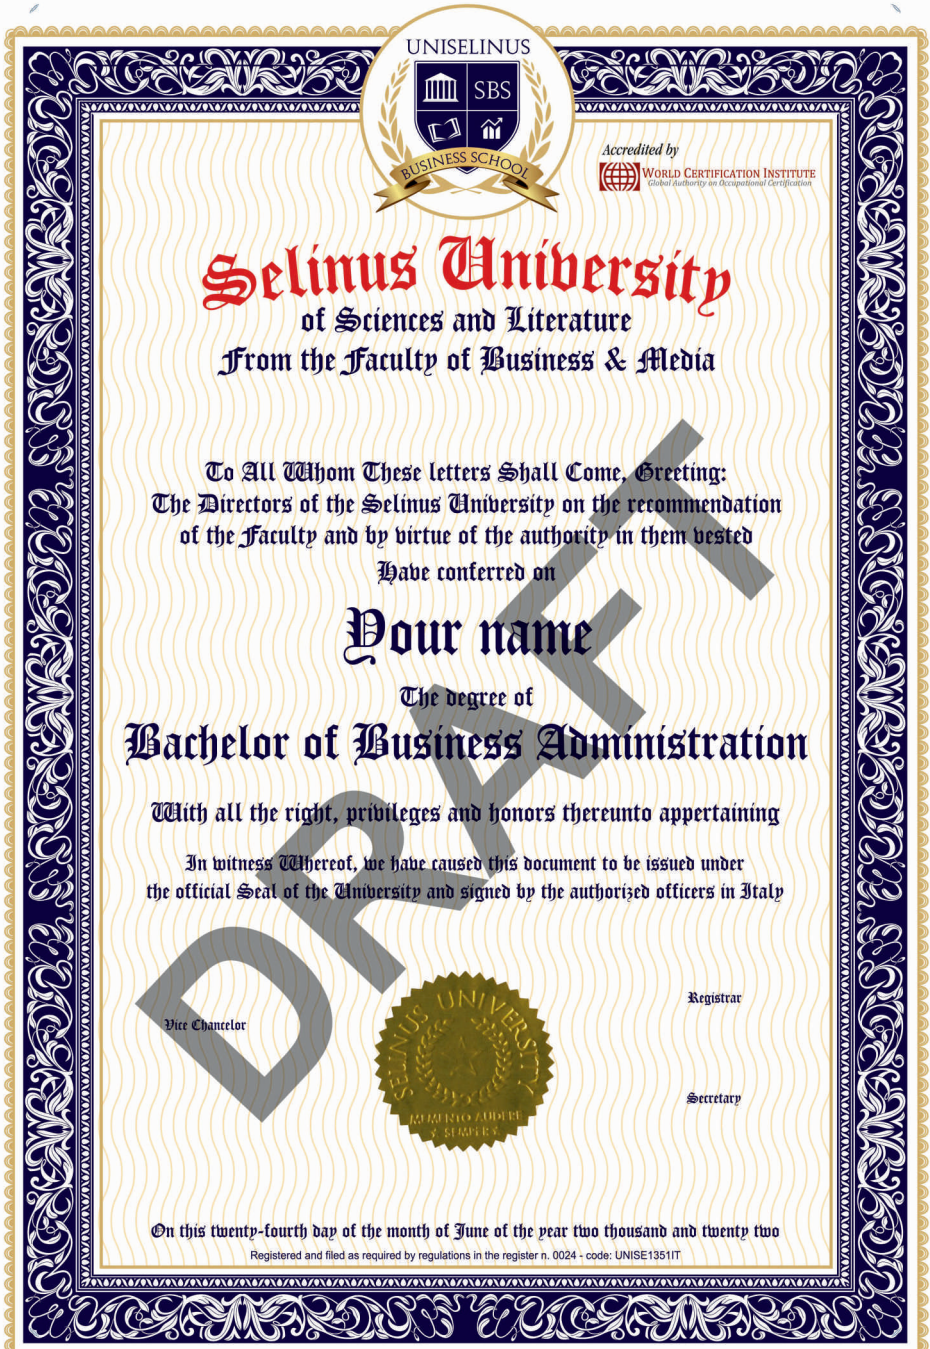 UNISELINUS
SBS
BUSINESS SCHOOL
Accredited by
WORLD CERTIFICATION INSTITUTE
Global Authority on Occupational Certification
Selinus University
of Sciences and Literature
From the Faculty of Business & Media
To All Whom These letters Shall Come, Greeting:
The Directors of the Selinus University on the recommendation
of the Faculty and by virtue of the authority in them vested
Have conferred on
Your name
The degree of
Bachelor of Business Administration
With all the right, privileges and honors thereunto appertaining
In witness Whereof, we have caused this document to be issued under
the official Seal of the University and signed by the authorized officers in Italy
DRAFT
Registrar
Vice Chancelor
SELINUS UNIVERSITY
MEMENTO AUDERE
SEMPER
Secretary
On this twenty-fourth day of the month of June of the year two thousand and twenty two
Registered and filed as required by regulations in the register n. 0024 - code: UNISE1351IT